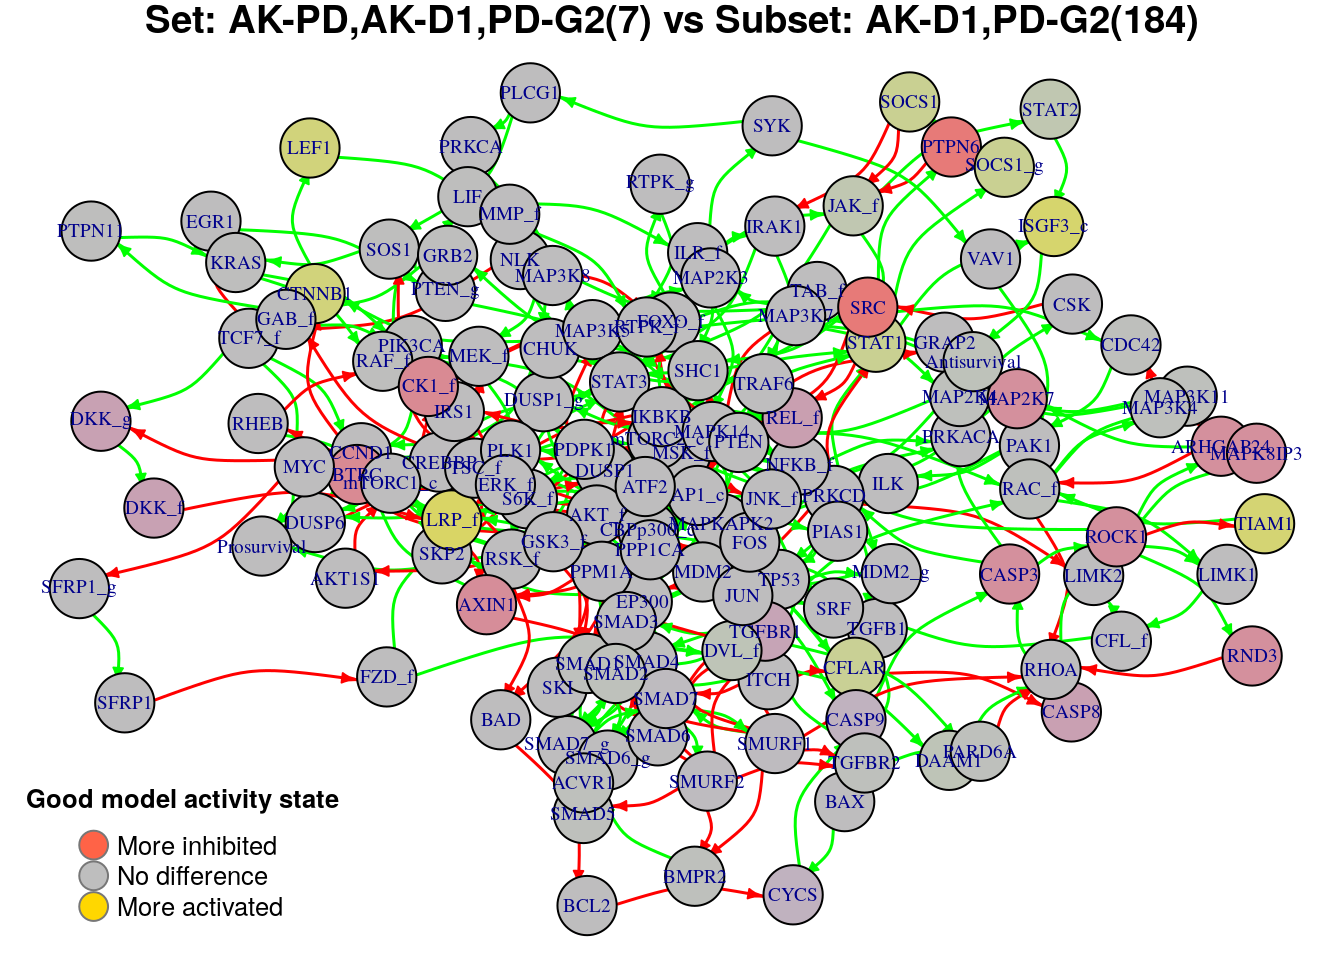 Set: AK-PD,AK-D1,PD-G2(7) vs Subset: AK-D1,PD-G2(184)
PLCG1
SOCS1
STAT2
SYK
LEF1
PRKCA
PTPN6
SOCS1_g
RTPK_g
LIF
MMP_f
JAK_f
PTPN11
EGR1
IRAK1
ISGF3_c
SOS1
GRB2
ILR_f
VAV1
KRAS
NLK
MAP3K8
MAP2K3
CTNNB1
PTEN_g
TAB_f
SRC
CSK
GAB_f
MAP3K7
FOXO_f
RTPK_f
MAP3K5
TCF7_f
PIK3CA
CHUK
STAT1
GRAP2
CDC42
RAF_f
MEK_f
Antisurvival
SHC1
STAT3
TRAF6
CK1_f
MAP2K4
MAP2K7
MAP3K11
MAP3K4
DUSP1_g
DKK_g
RHEB
IRS1
IKBKB
REL_f
MAPK14
PRKACA
PAK1
ARHGAP24
MAPK8IP3
mTORC2_c
PTEN
CCND1
PLK1
PDPK1
MSK_f
NFKB_f
MYC
CREBBP
TSC_f
DUSP1
BTRC
mTORC1_c
ERK_f
ATF2
ILK
RAC_f
PRKCD
AP1_c
JNK_f
S6K_f
DKK_f
LRP_f
DUSP6
AKT_f
MAPKAPK2
TIAM1
CBPp300_c
PIAS1
ROCK1
Prosurvival
GSK3_f
PPP1CA
FOS
SKP2
RSK_f
PPM1A
MDM2
TP53
MDM2_g
CASP3
LIMK2
LIMK1
AKT1S1
SFRP1_g
AXIN1
EP300
JUN
SRF
SMAD3
TGFBR1
TGFB1
CFL_f
DVL_f
RND3
SMAD1
SMAD4
CFLAR
RHOA
FZD_f
SMAD2
SKI
ITCH
SFRP1
SMAD7
BAD
CASP9
CASP8
SMAD7_g
SMAD6
SMURF1
SMAD6_g
TGFBR2
DAAM1
PARD6A
ACVR1
SMURF2
BAX
SMAD5
BMPR2
CYCS
BCL2
Good model activity state
More inhibited
No difference
More activated